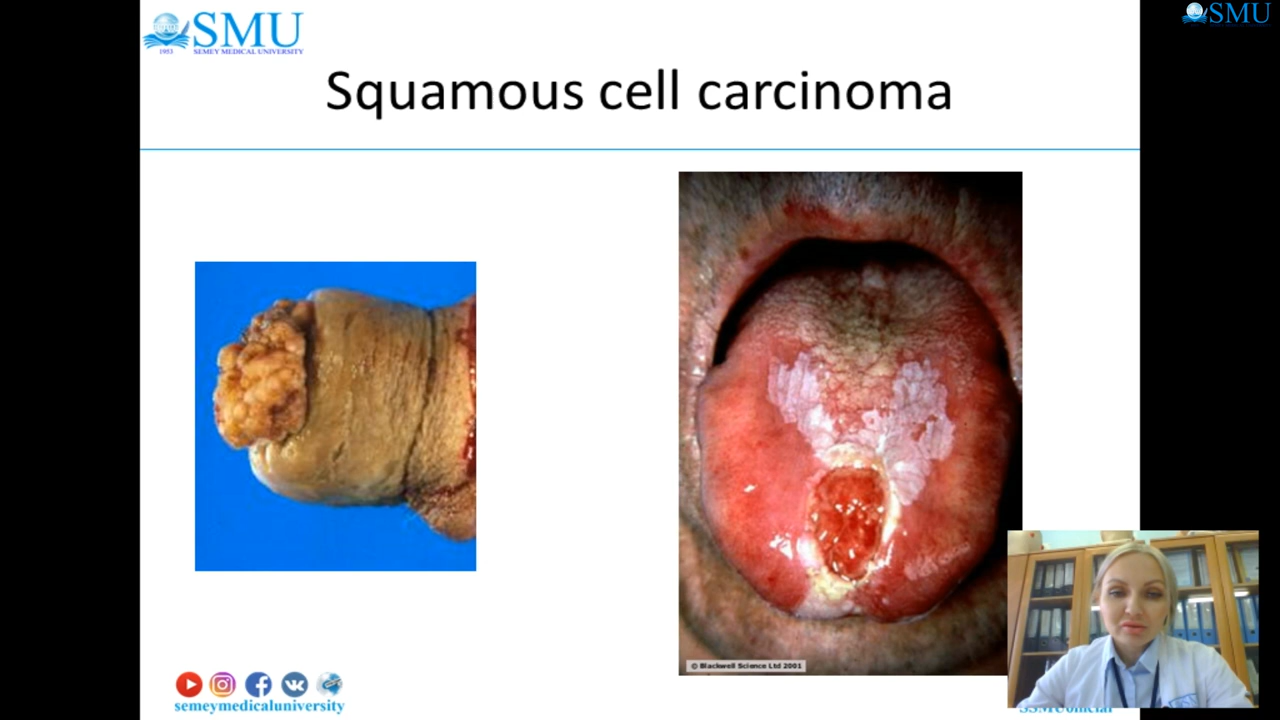 SMU
1953 SEMEY MEDICAL UNIVERSITY
SMU
Squamous cell carcinoma
© Blackwell Science Ltd 2001
semeymedicaluniversity